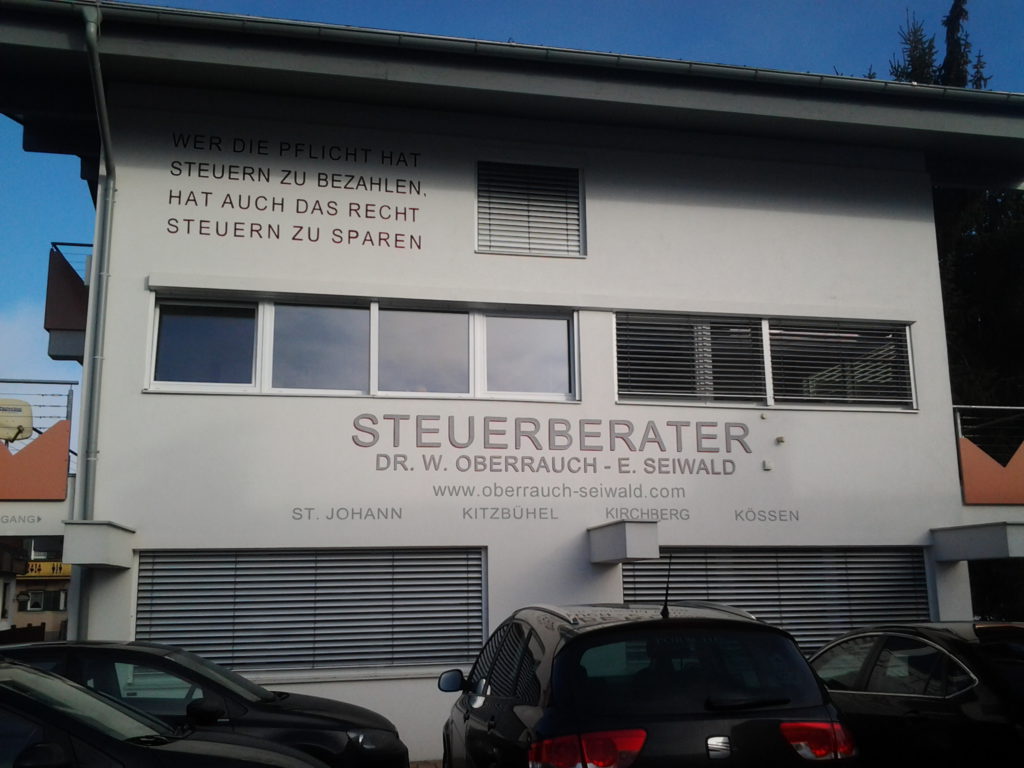 WER DIE PFLICHT HAT
STEUERN ZU BEZAHLEN,
HAT AUCH DAS RECHT
STEUERN ZU SPAREN
STEUERBERATER
DR. W. OBERRAUCH - E. SEIWALD
www.oberrauch-seiwald.com
ST. JOHANN KITZBÜHEL KIRCHBERG KÖSSEN
GANG